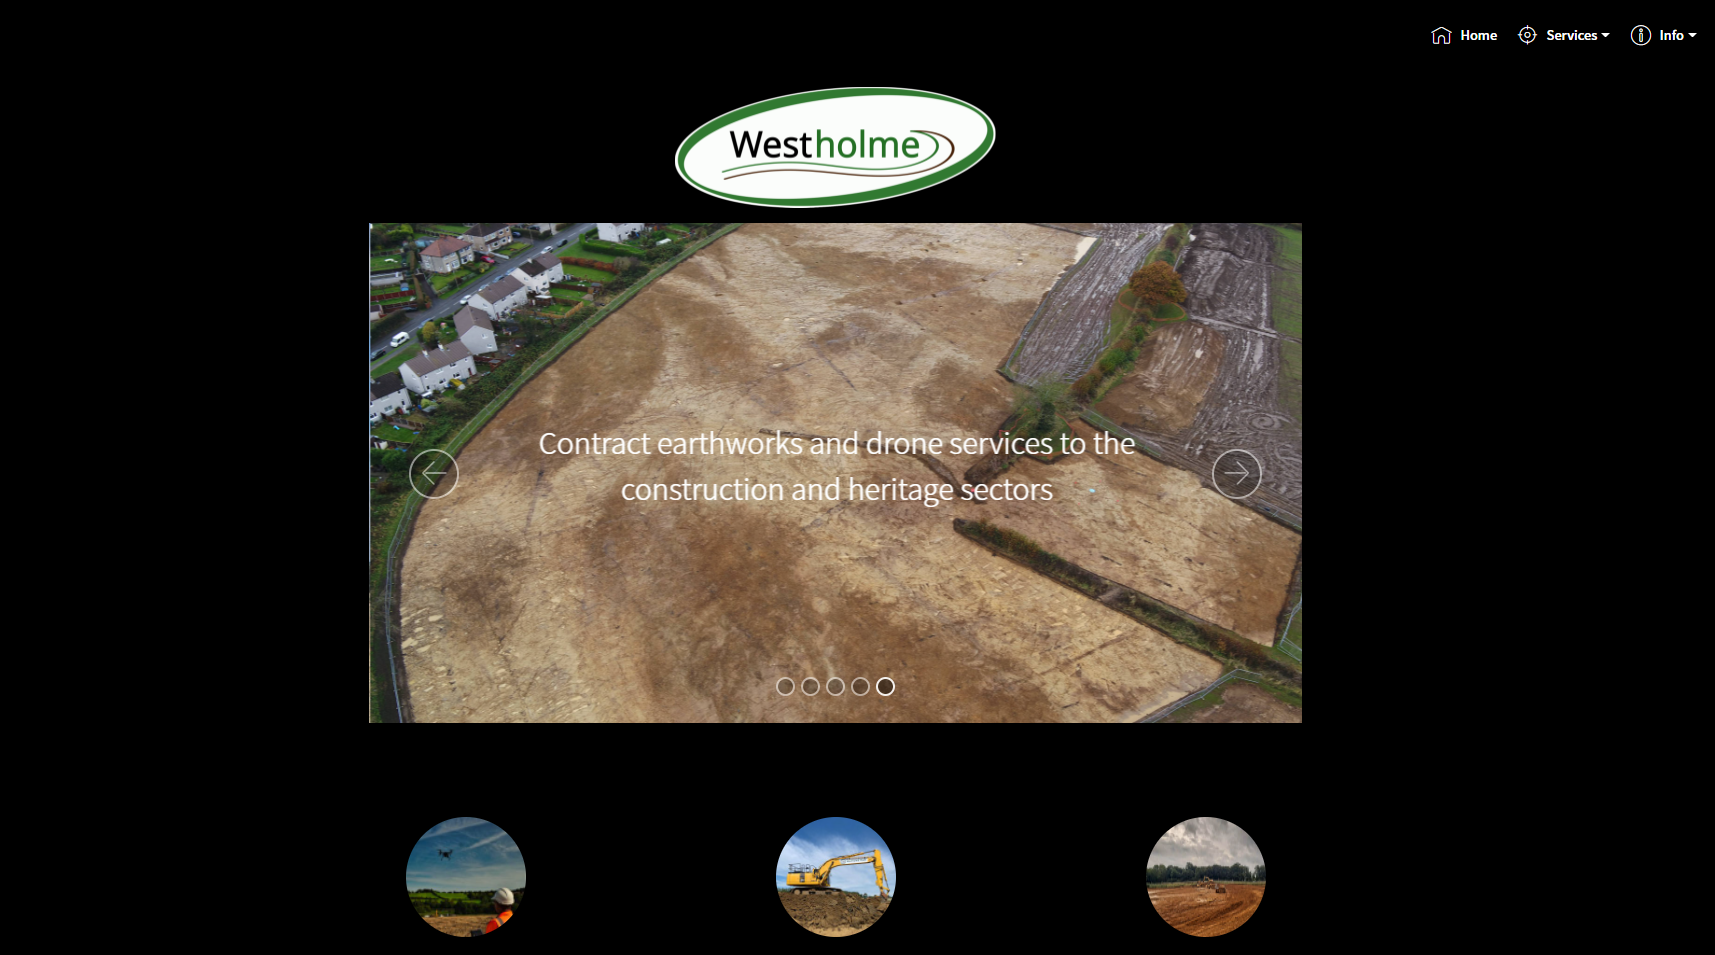 Home
Services
Info
Westholme
Contract earthworks and drone services to the
construction and heritage sectors